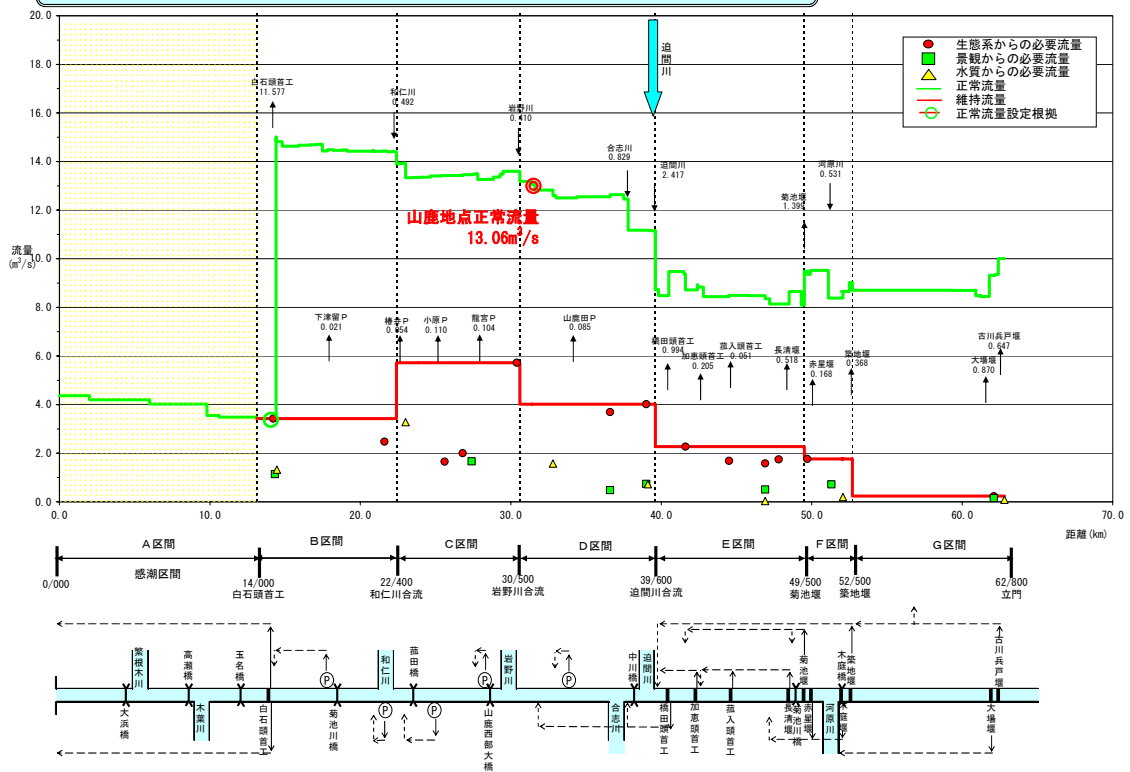 20.0
18.0
16.0
14.0
12.0
10.0
8.0
6.0
4.0
2.0
0.0
流量
(m³/s)
0.0
10.0
20.0
30.0
40.0
50.0
60.0
70.0
距離(km)
生態系からの必要流量
景観からの必要流量
水質からの必要流量
正常流量
維持流量
正常流量設定根拠
迫間川
白石頭首工
11.577
和仁川
0.492
岩野川
0.410
合志川
0.829
迫間川
2.417
菊池堰
1.399
河原川
0.531
山鹿地点正常流量
13.06m³/s
下津留P
0.021
椿井P
0.054
小原P
0.110
龍宮P
0.104
山鹿田P
0.085
橋田頭首工
0.994
加恵頭首工
0.205
菰入頭首工
0.051
長清堰
0.518
赤星堰
0.168
築地堰
0.368
大場堰
0.870
古川兵戸堰
0.647
A区間
B区間
C区間
D区間
E区間
F区間
G区間
感潮区間
0/000
14/000
白石頭首工
22/400
和仁川合流
30/500
岩野川合流
39/600
迫間川合流
49/500
菊池堰
52/500
築地堰
62/800
立門
繁根木川
高瀬橋
玉名橋
P
和仁川
菰田橋
P
岩野川
P
中川橋
迫間川
菊池堰
木庭橋
築地堰
古川兵戸堰
大浜橋
木葉川
白石頭首工
菊池川橋
P
P
山鹿西部大橋
合志川
橋田頭首工
加恵頭首工
菰入頭首工
長清堰
菊池川橋
赤星堰
河原川
木庭堰
大場堰